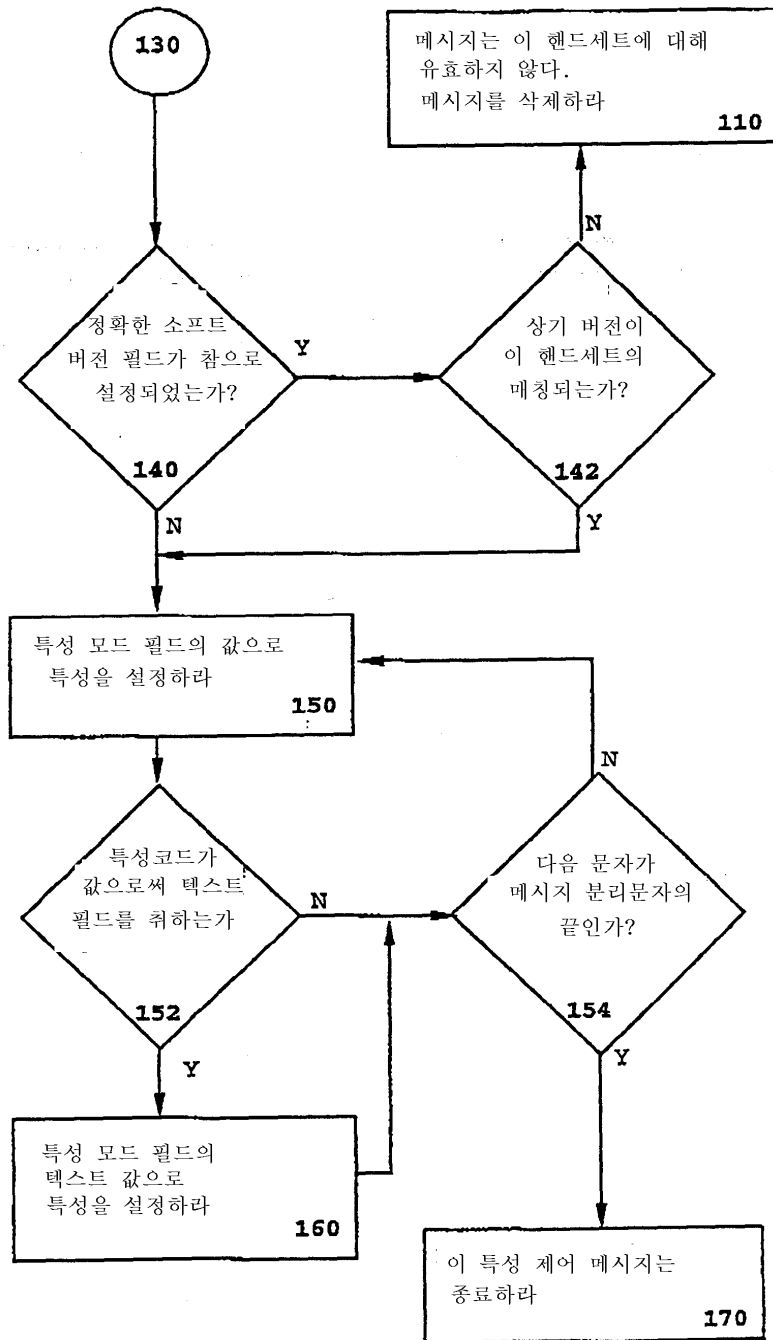 130
메시지는 이 핸드세트에 대해
유효하지 않다.
메시지를 삭제하라
110
N
정확한 소프트
버전 필드가 참으로
설정되었는가?
140
Y
상기 버전이
이 핸드세트의
매칭되는가?
142
N
Y
특성 모드 필드의 값으로
특성을 설정하라
150
N
특성코드가
값으로써 텍스트
필드를 취하는가
152
N
다음 문자가
메시지 분리문자의
끝인가?
154
Y
Y
특성 모드 필드의
텍스트 값으로
특성을 설정하라
160
이 특성 제어 메시지는
종료하라
170